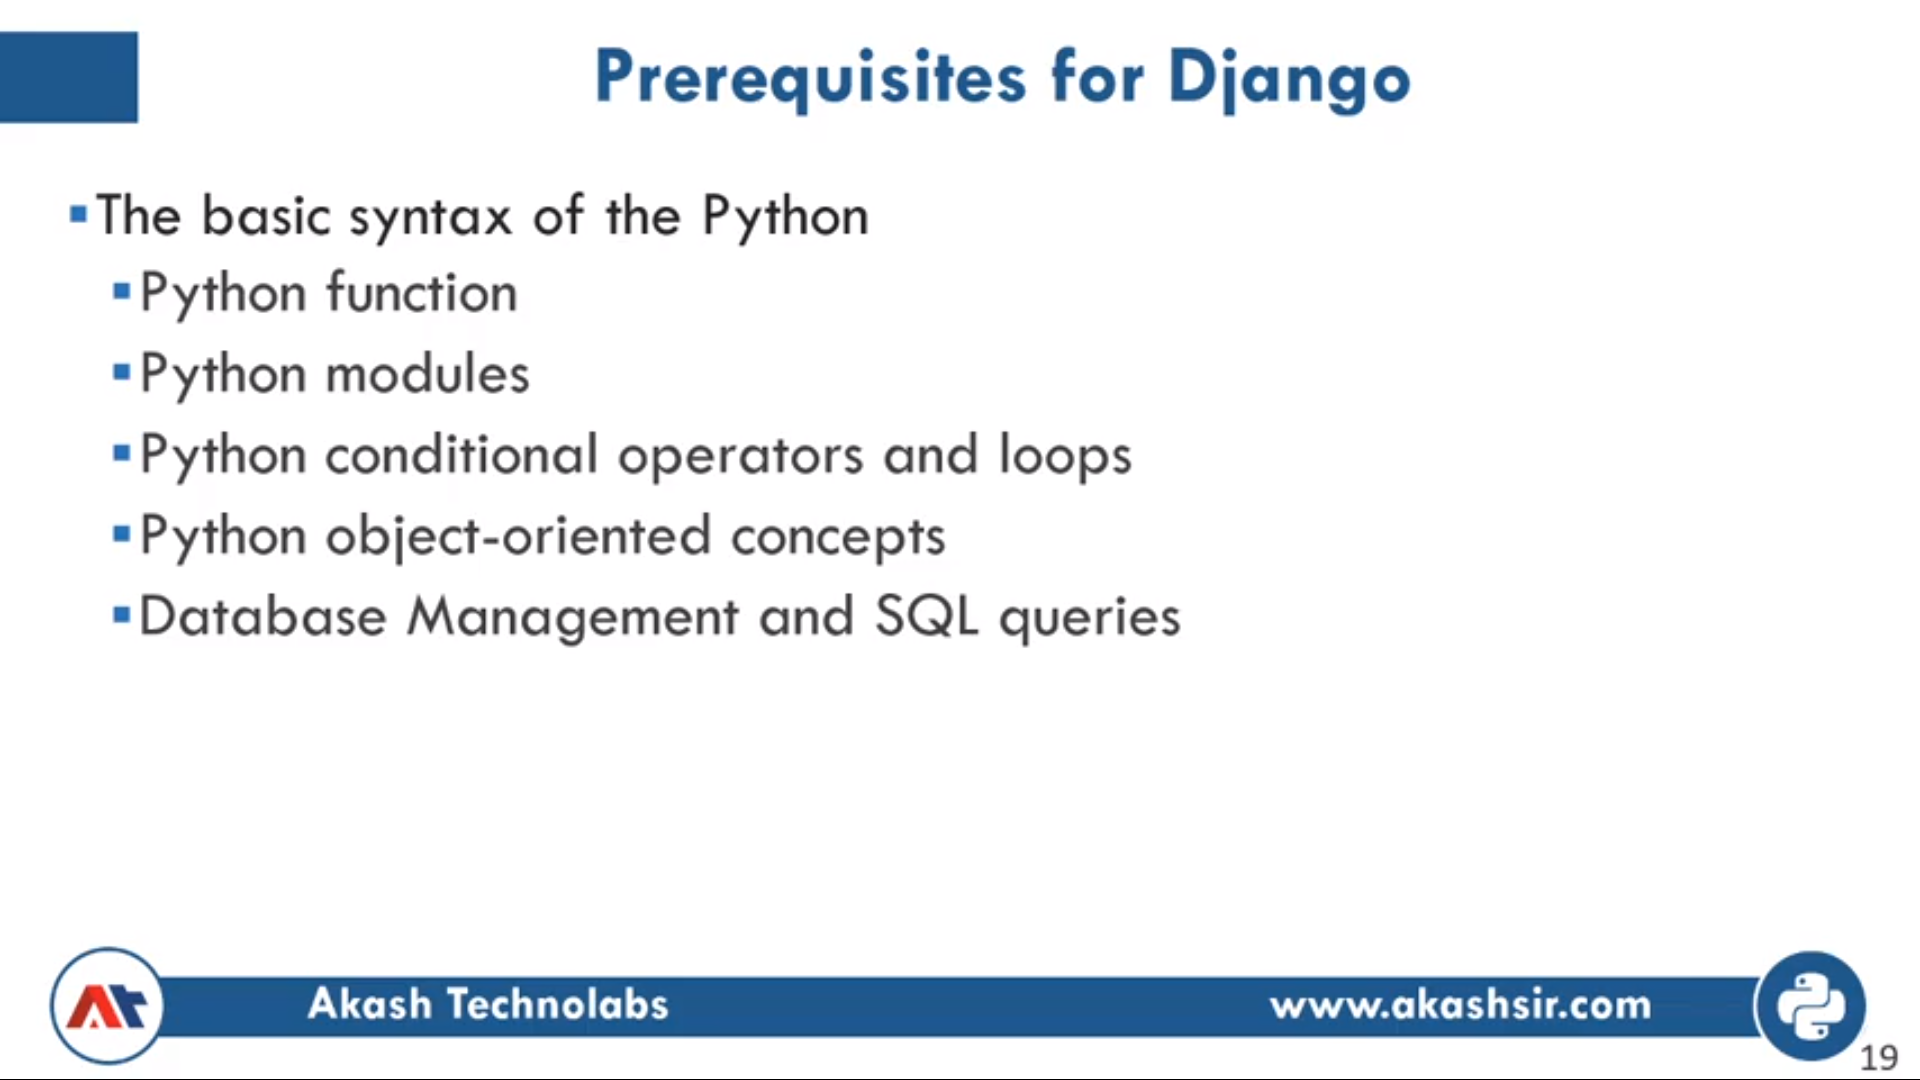 Prerequisites for Django
The basic syntax of the Python
Python function
Python modules
Python conditional operators and loops
Python object-oriented concepts
Database Management and SQL queries
At
Akash Technolabs
www.akashsir.com
19